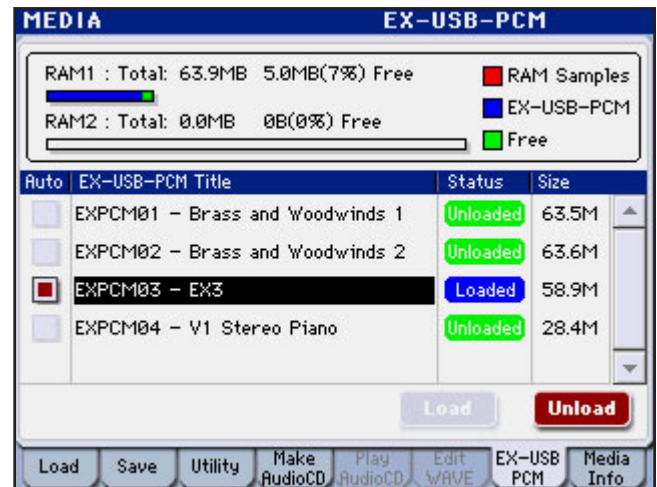 MEDIA EX-USB-PCM
RAM1 : Total: 63.9MB 5.0MB(7%) Free
RAM2 : Total: 0.0MB 0B(0%) Free
RAM Samples
EX-USB-PCM
Free
Auto EX-USB-PCM Title Status Size
EXPCM01 - Brass and Woodwinds 1 Unloaded 63.5M
EXPCM02 - Brass and Woodwinds 2 Unloaded 63.6M
EXPCM03 - EX3 Loaded 58.9M
EXPCM04 - V1 Stereo Piano Unloaded 28.4M
Load Unload
Load
Save
Utility
Make
AudioCD
Play
AudioCD
Edit
WAVE
EX-USB
PCM
Media
Info